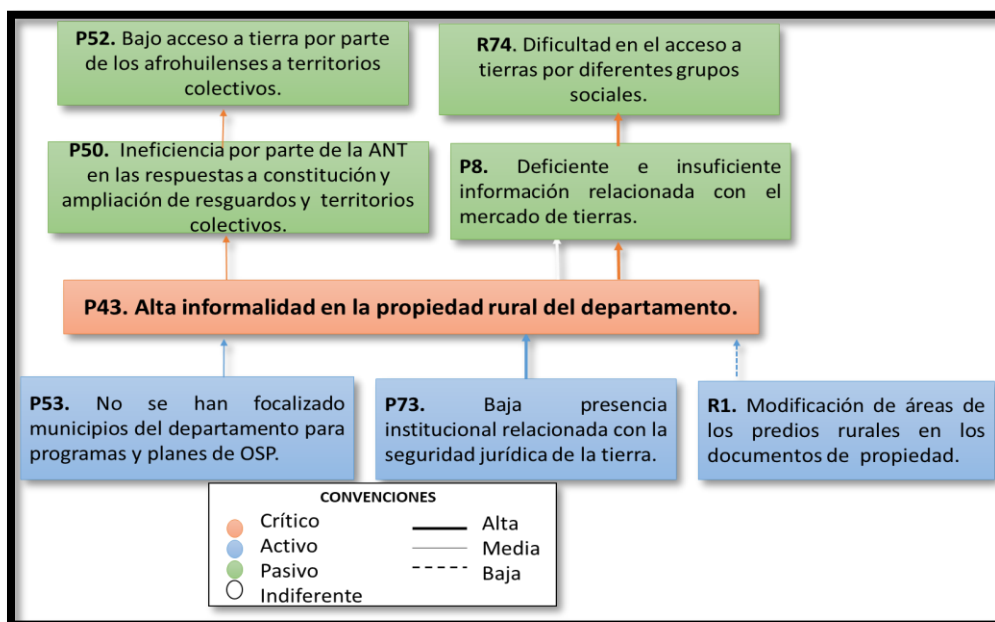 P52. Bajo acceso a tierra por parte
de los afrohuilenses a territorios
colectivos.
R74. Dificultad en el acceso a
tierras por diferentes grupos
sociales.
P50. Ineficiencia por parte de la ANT
en las respuestas a constitución y
ampliación de resguardos y territorios
colectivos.
P8. Deficiente e insuficiente
información relacionada con el
mercado de tierras.
P43. Alta informalidad en la propiedad rural del departamento.
P53. No se han focalizado
municipios del departamento para
programas y planes de OSP.
P73. Baja presencia
institucional relacionada con la
seguridad jurídica de la tierra.
R1. Modificación de áreas de
los predios rurales en los
documentos de propiedad.
CONVENCIONES
Crítico
Activo
Pasivo
Indiferente
Alta
Media
Baja